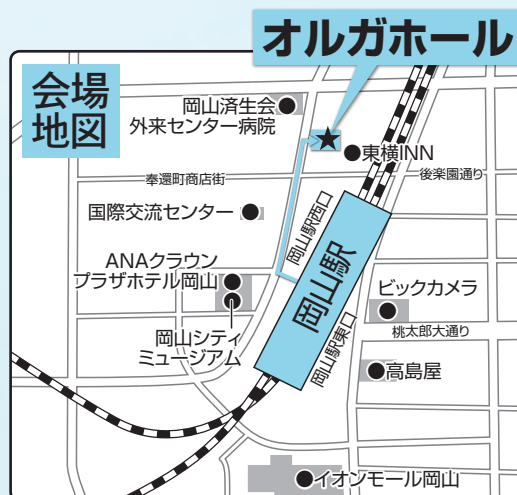 オルガホール
会場
地図
岡山済生会
外来センター病院
東横INN
奉還町商店街
後楽園通り
国際交流センター
岡山駅西口
ANAクラウン
プラザホテル岡山
岡山駅
ビックカメラ
岡山シティ
ミュージアム
岡山駅東口
桃太郎大通り
高島屋
イオンモール岡山